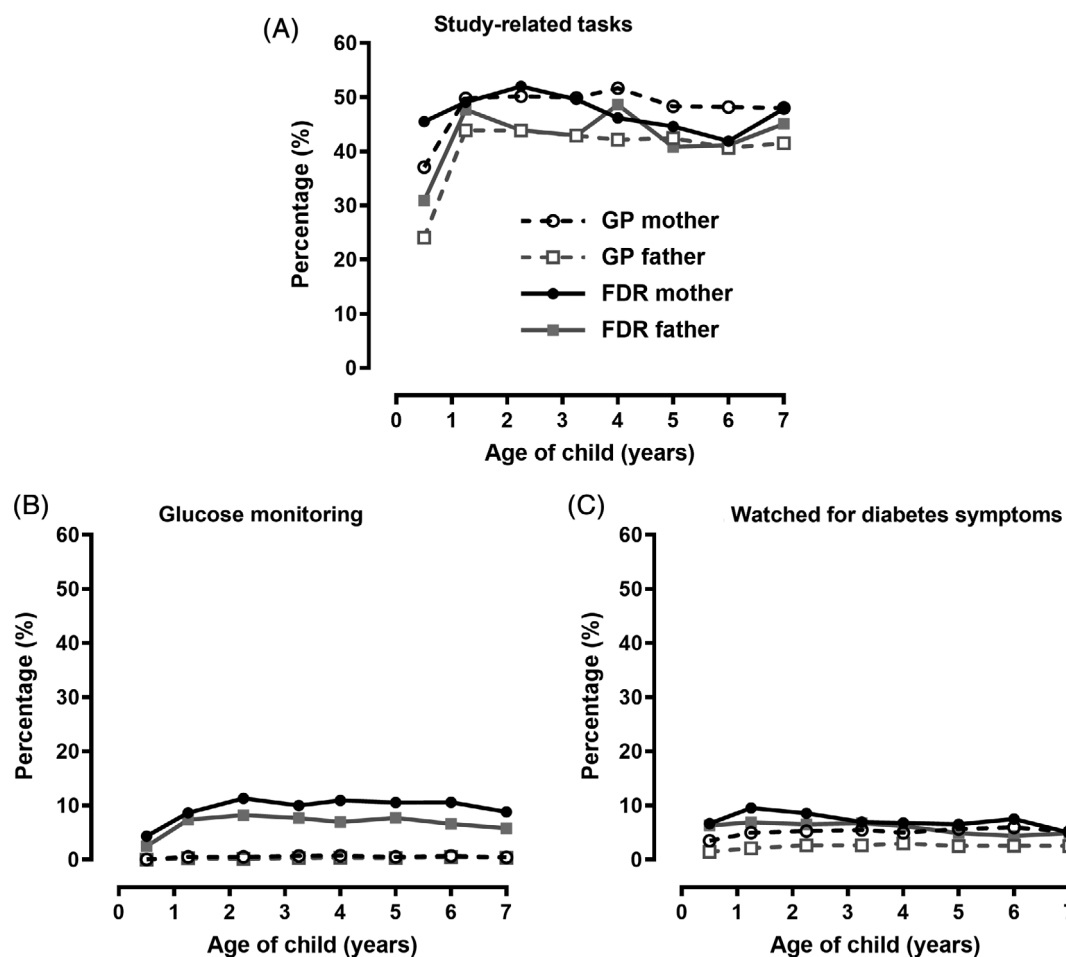 (A) Study-related tasks
60
50
40
30
20
10
0
Percentage (%)
GP mother
GP father
FDR mother
FDR father
0 1 2 3 4 5 6 7
Age of child (years)
(B) Glucose monitoring
60
50
40
30
20
10
0
Percentage (%)
0 1 2 3 4 5 6 7
Age of child (years)
(C) Watched for diabetes symptoms
60
50
40
30
20
10
0
Percentage (%)
0 1 2 3 4 5 6 7
Age of child (years)